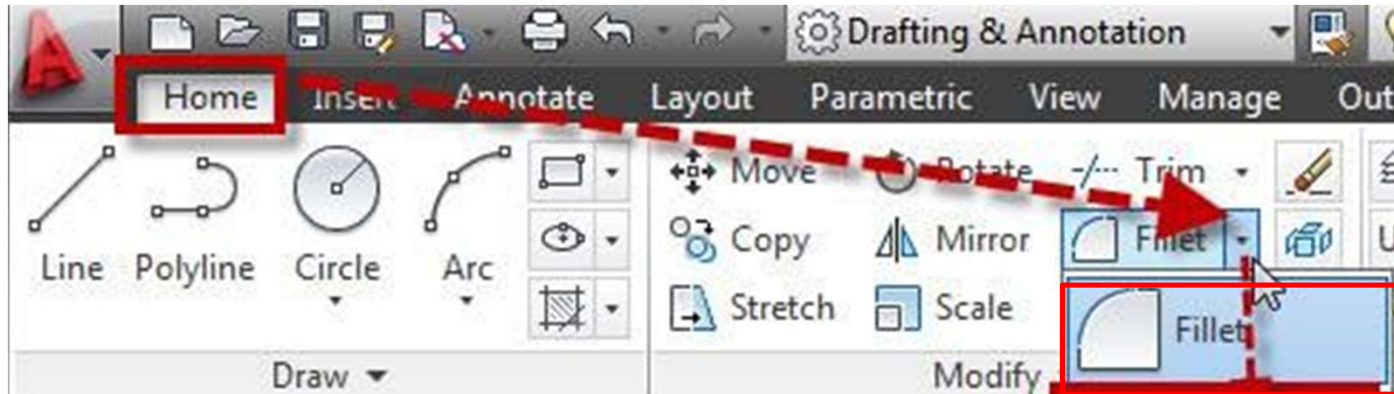 Drafting & Annotation
Home Insert Annotate Layout Parametric View Manage Out
Move Rotate Trim
Line Polyline Circle Arc Copy Mirror Fillet U
Stretch Scale Fillet
Draw Modify